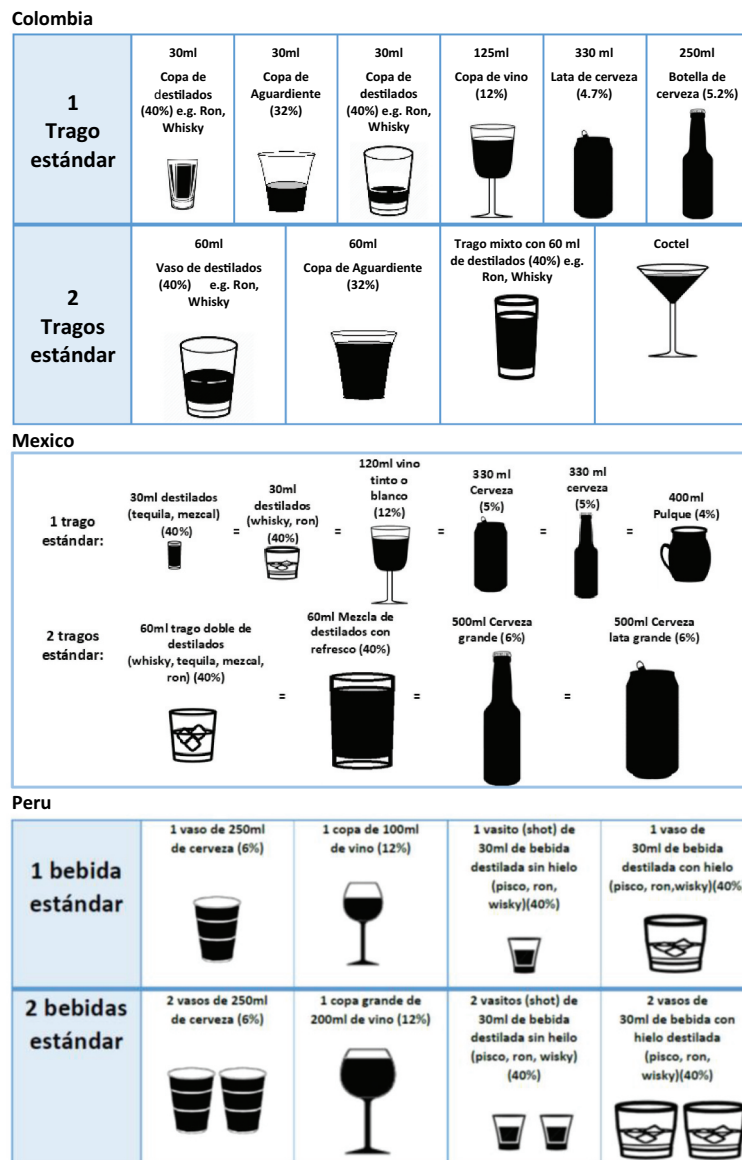 Colombia
1
Trago
estándar
30ml
Copa de
destilados
(40%) e.g. Ron,
Whisky
30ml
Copa de
Aguardiente
(32%)
30ml
Copa de
destilados
(40%) e.g. Ron,
Whisky
125ml
Copa de vino
(12%)
330 ml
Lata de cerveza
(4.7%)
250ml
Botella de
cerveza (5.2%)
2
Tragos
estándar
60ml
Vaso de destilados
(40%) e.g. Ron,
Whisky
60ml
Copa de Aguardiente
(32%)
Trago mixto con 60 ml
de destilados (40%) e.g.
Ron, Whisky
Coctel
Mexico
1 trago
estándar:
30ml destilados
(tequila, mezcal)
(40%)
=
30ml
destilados
(whisky, ron)
(40%)
=
120ml vino
tinto o
blanco
(12%)
=
330 ml
Cerveza
(5%)
=
330 ml
cerveza
(5%)
=
400ml
Pulque (4%)
2 tragos
estándar:
60ml trago doble de
destilados
(whisky, tequila, mezcal,
ron) (40%)
=
60ml Mezcla de
destilados con
refresco (40%)
=
500ml Cerveza
grande (6%)
=
500ml Cerveza
lata grande (6%)
Peru
1 bebida
estándar
1 vaso de 250ml
de cerveza (6%)
1 copa de 100ml
de vino (12%)
1 vasito (shot) de
30ml de bebida
destilada sin hielo
(pisco, ron,
wisky)(40%)
1 vaso de
30ml de bebida
destilada con hielo
(pisco, ron,wisky)(40%
2 bebidas
estándar
2 vasos de 250ml
de cerveza (6%)
1 copa grande de
200ml de vino (12%)
2 vasitos (shot) de
30ml de bebida
destilada sin heilo
(pisco, ron, wisky)
(40%)
2 vasos de
30ml de bebida con
hielo destilada
(pisco, ron,
wisky)(40%)